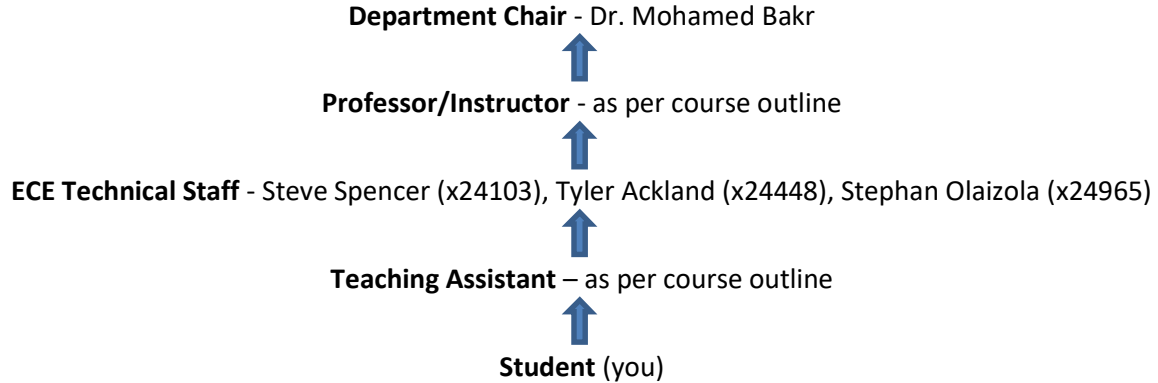 Department Chair - Dr. Mohamed Bakr
Professor/Instructor - as per course outline
ECE Technical Staff - Steve Spencer (x24103), Tyler Ackland (x24448), Stephan Olaizola (x24965)
Teaching Assistant – as per course outline
Student (you)